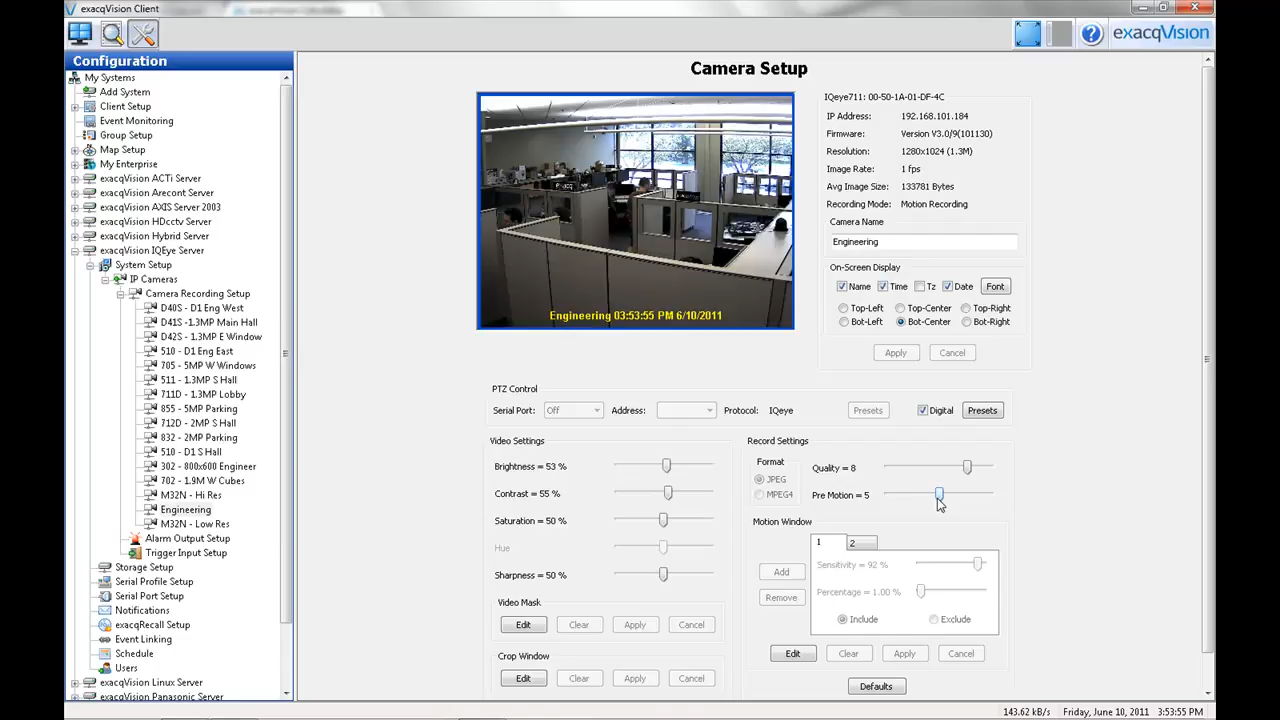 exacqVision Client
exacqVision
Configuration
My Systems
Add System
Client Setup
Event Monitoring
Group Setup
Map Setup
My Enterprise
exacqVision ACTi Server
exacqVision Arecont Server
exacqVision AXIS Server 2003
exacqVision HDcctv Server
exacqVision Hybrid Server
exacqVision IQEye Server
System Setup
IP Cameras
Camera Recording Setup
D40S - D1 Eng West
D41S -1.3MP Main Hall
D42S - 1.3MP E Window
510 - D1 Eng East
705 - 5MP W Windows
511 - 1.3MP S Hall
711D - 1.3MP Lobby
855 - 5MP Parking
712D - 2MP S Hall
832 - 2MP Parking
510 - D1 S Hall
302 - 800x600 Engineer
702 - 1.9M W Cubes
M32N - Hi Res
Engineering
M32N - Low Res
Alarm Output Setup
Trigger Input Setup
Storage Setup
Serial Profile Setup
Serial Port Setup
Notifications
exacqRecall Setup
Event Linking
Schedule
Users
exacqVision Linux Server
exacqVision Panasonic Server
Camera Setup
Engineering 03:53:55 PM 6/10/2011
IQeye711: 00-50-1A-01-DF-4C
IP Address: 192.168.101.184
Firmware: Version V3.0/9(101130)
Resolution: 1280x1024 (1.3M)
Image Rate: 1 fps
Avg Image Size: 133781 Bytes
Recording Mode: Motion Recording
Camera Name
Engineering
On-Screen Display
Name Time Tz Date Font
Top-Left Top-Center Top-Right
Bot-Left Bot-Center Bot-Right
Apply Cancel
PTZ Control
Serial Port: Off Address: Protocol: IQeye Presets Digital Presets
Video Settings
Brightness = 53 %
Contrast = 55 %
Saturation = 50 %
Hue
Sharpness = 50 %
Video Mask
Edit Clear Apply Cancel
Crop Window
Edit Clear Apply Cancel
Record Settings
Format
JPEG
MPEG4
Quality = 8
Pre Motion = 5
Motion Window
1 2
Add
Remove
Sensitivity = 92 %
Percentage = 1.00 %
Include Exclude
Edit Clear Apply Cancel
Defaults
143.62 kB/s Friday, June 10, 2011 3:53:55 PM